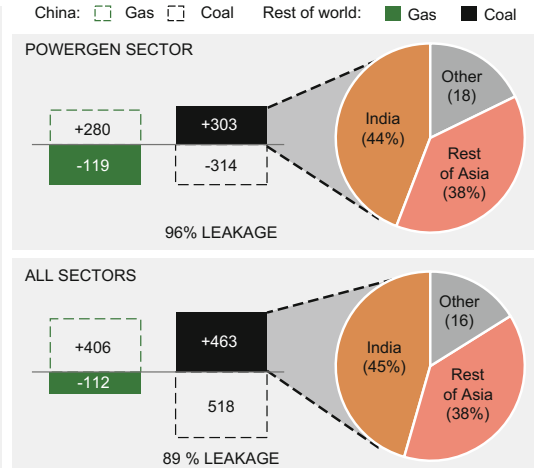 China: Gas Coal Rest of world: Gas Coal
POWERGEN SECTOR
+280
-119
+303
-314
96% LEAKAGE
India
(44%)
Other
(18)
Rest
of Asia
(38%)
ALL SECTORS
+406
-112
+463
518
89 % LEAKAGE
India
(45%)
Other
(16)
Rest
of Asia
(38%)